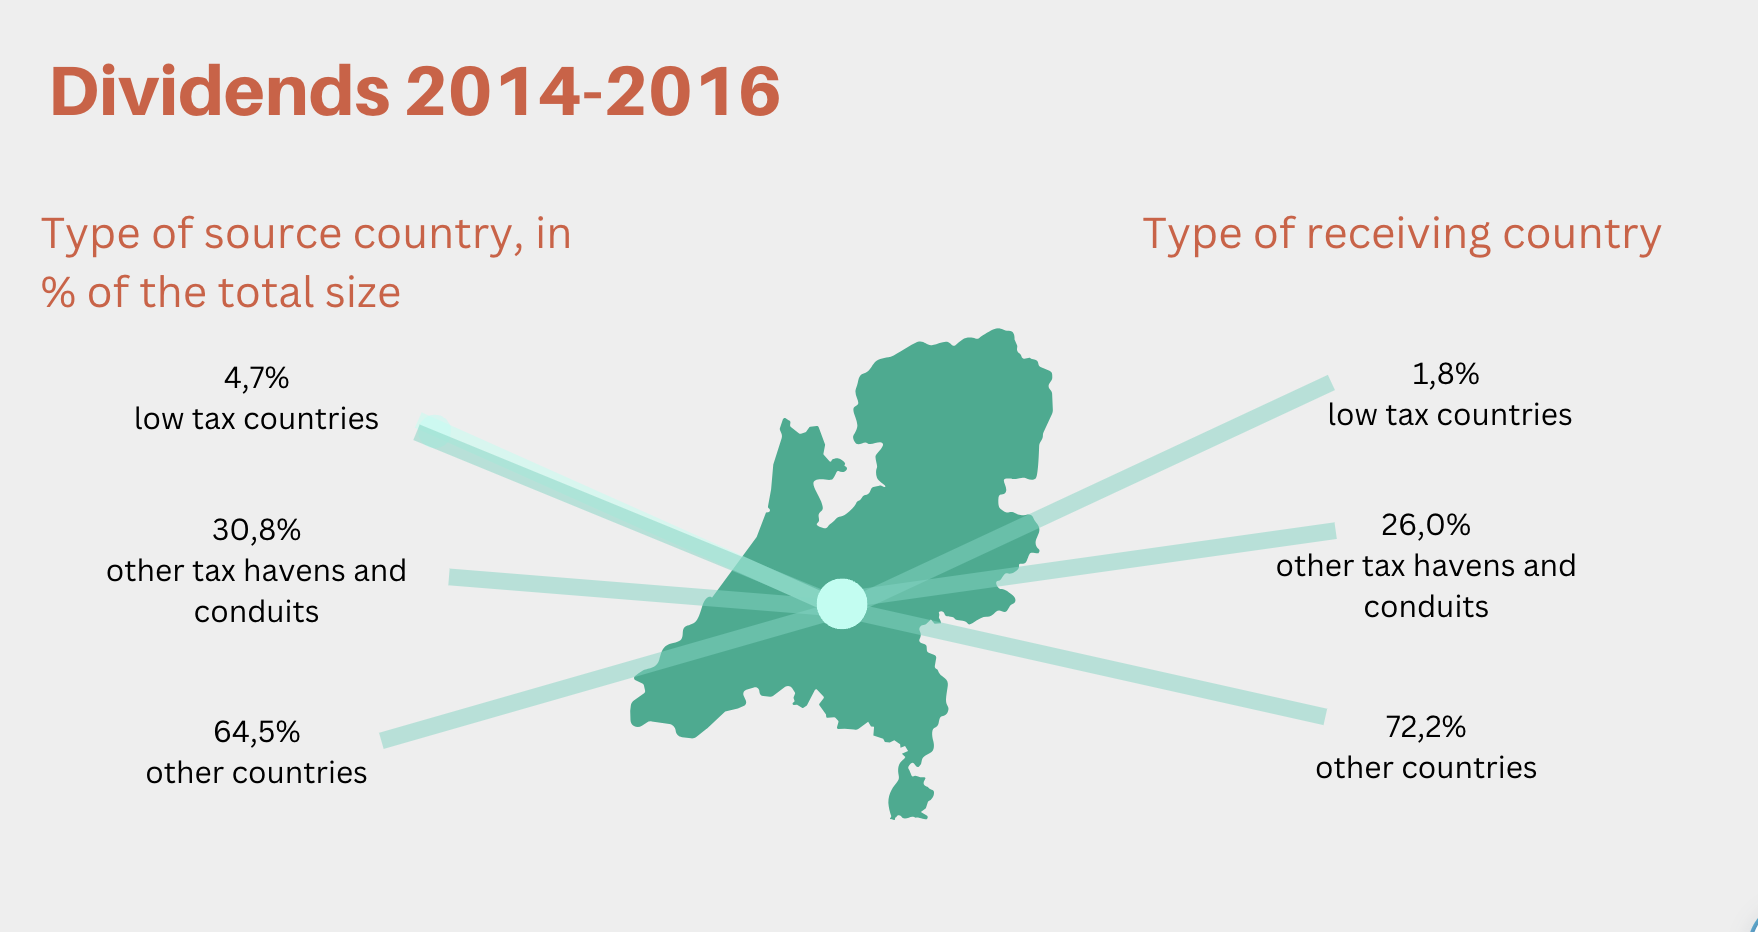 Dividends 2014-2016
Type of source country, in
% of the total size
4,7%
low tax countries
30,8%
other tax havens and
conduits
64,5%
other countries
Type of receiving country
1,8%
low tax countries
26,0%
other tax havens and
conduits
72,2%
other countries